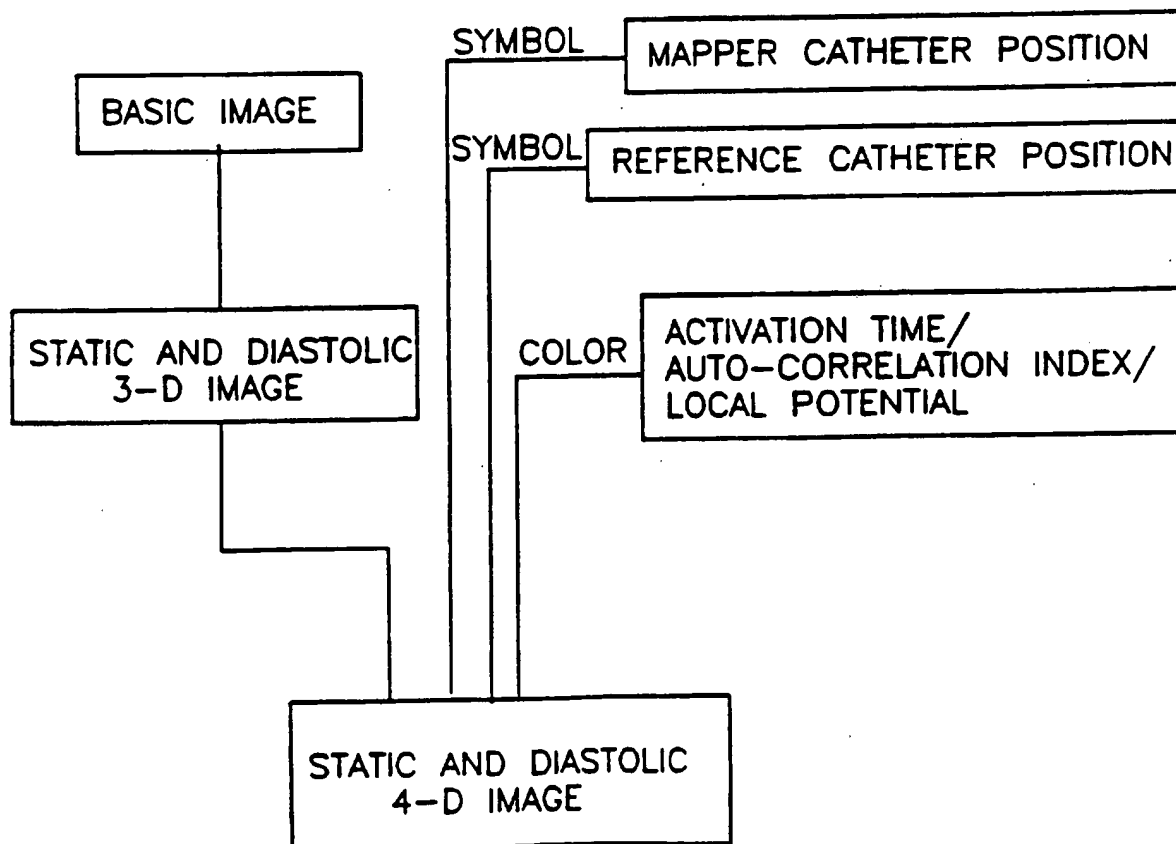 SYMBOL
MAPPER CATHETER POSITION
BASIC IMAGE
SYMBOL
REFERENCE CATHETER POSITION
STATIC AND DIASTOLIC
3-D IMAGE
COLOR
ACTIVATION TIME/
AUTO-CORRELATION INDEX/
LOCAL POTENTIAL
STATIC AND DIASTOLIC
4-D IMAGE